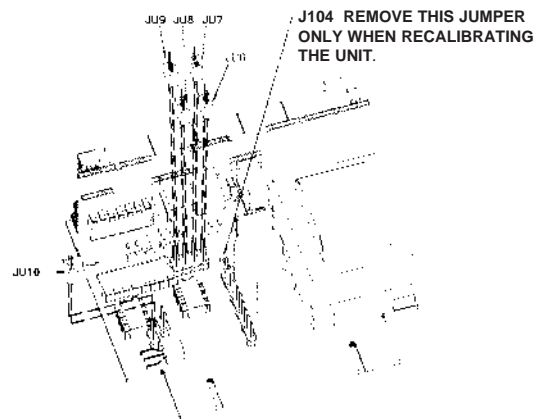 JU9 JU8 JU7
J104 REMOVE THIS JUMPER
ONLY WHEN RECALIBRATING
THE UNIT.
JU10